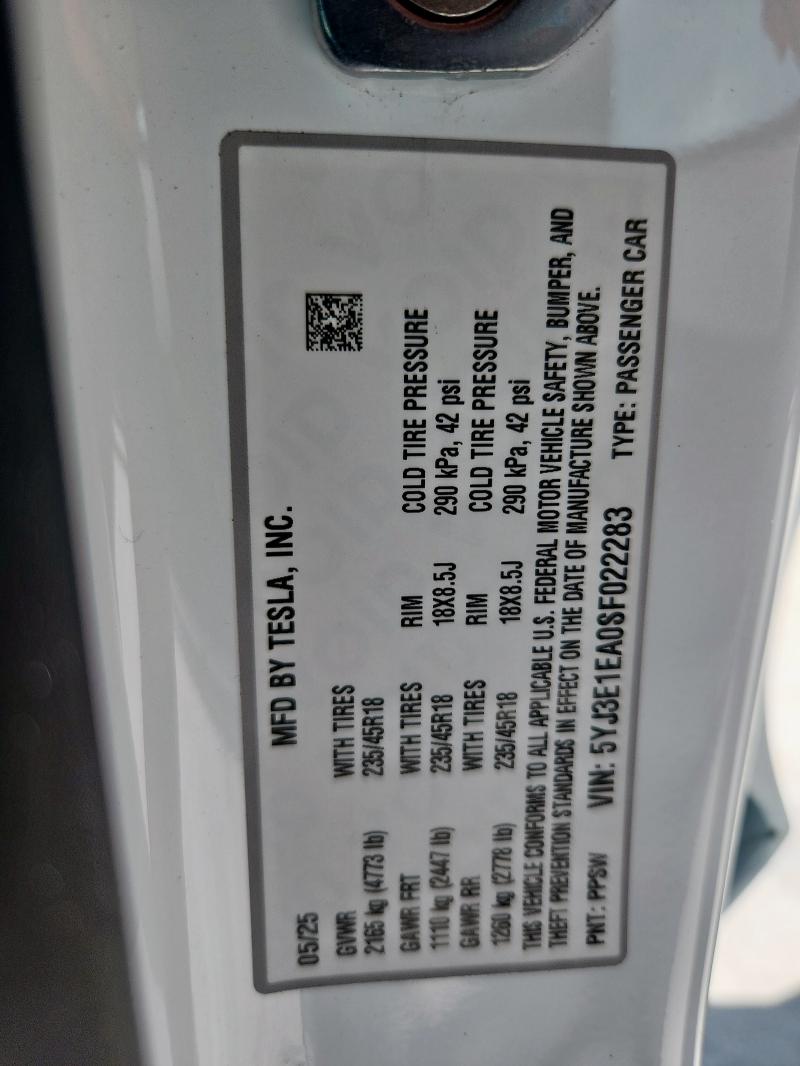 MFD BY TESLA, INC.
05/25
GVWR WITH TIRES
2165 kg (4773 lb) 235/45R18
GAWR FRT WITH TIRES RIM COLD TIRE PRESSURE
1110 kg (2447 lb) 235/45R18 18X8.5J 290 kPa, 42 psi
GAWR RR WITH TIRES RIM COLD TIRE PRESSURE
1260 kg (2778 lb) 235/45R18 18X8.5J 290 kPa, 42 psi
THIS VEHICLE CONFORMS TO ALL APPLICABLE U.S. FEDERAL MOTOR VEHICLE SAFETY, BUMPER, AND
THEFT PREVENTION STANDARDS IN EFFECT ON THE DATE OF MANUFACTURE SHOWN ABOVE.
PNT: PPSW VIN: 5YJ3E1EA0SF022283 TYPE: PASSENGER CAR